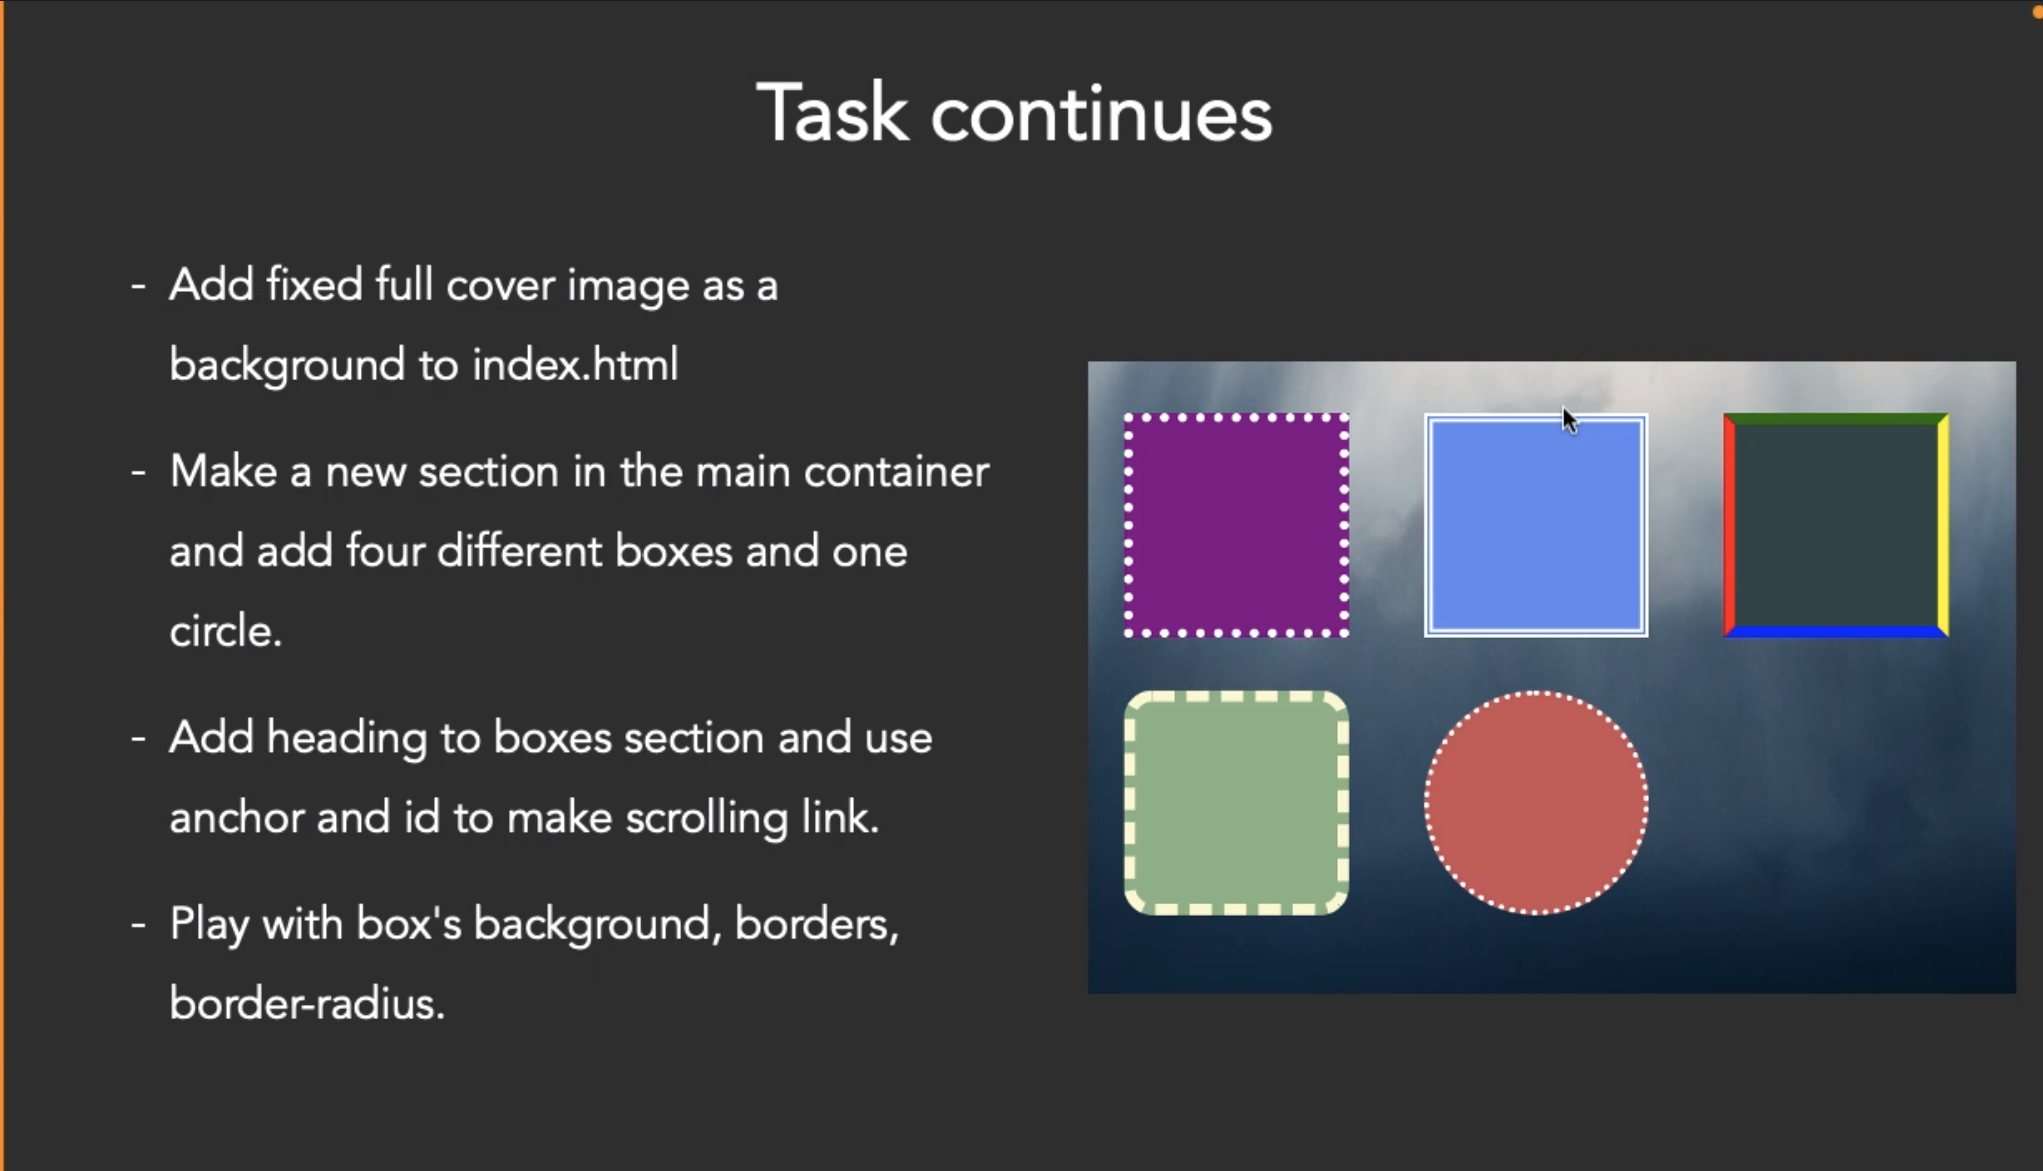 Task continues
- Add fixed full cover image as a
background to index.html
- Make a new section in the main container
and add four different boxes and one
circle.
- Add heading to boxes section and use
anchor and id to make scrolling link.
- Play with box's background, borders,
border-radius.